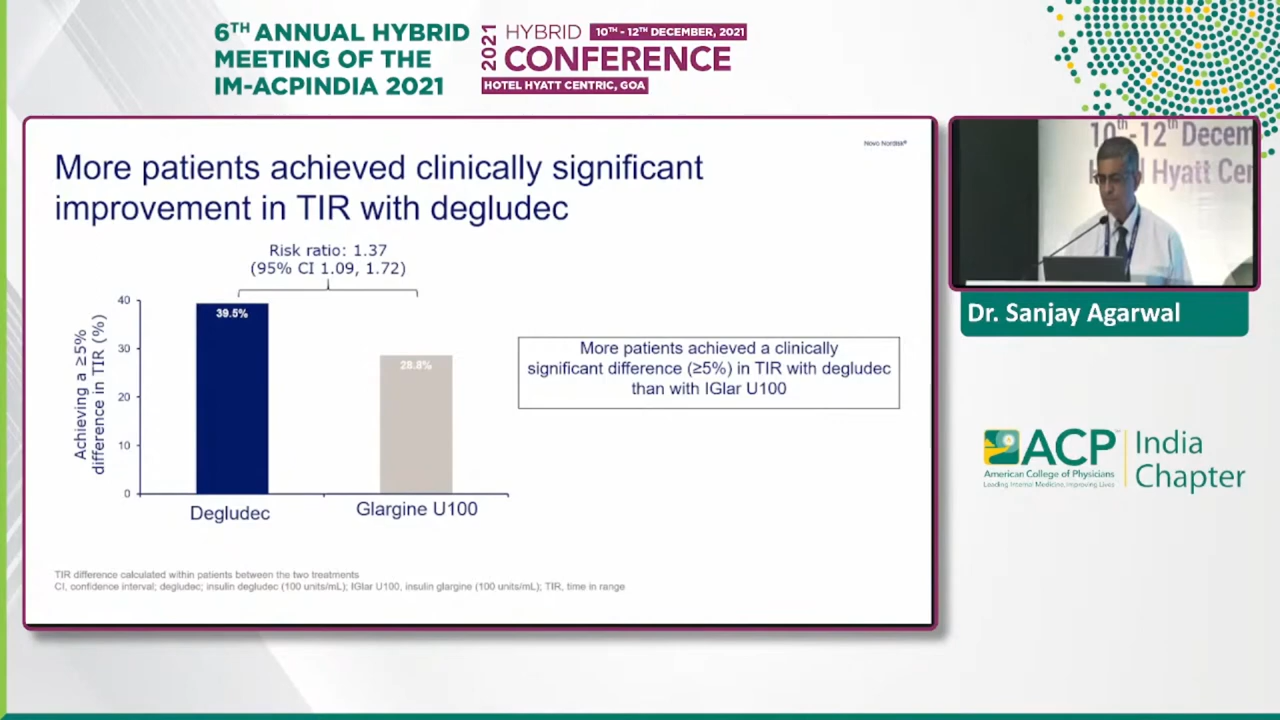 6TH ANNUAL HYBRID
MEETING OF THE
IM-ACPINDIA 2021
2021
HYBRID
10TH - 12TH DECEMBER, 2021
CONFERENCE
HOTEL HYATT CENTRIC, GOA
Novo Nordisk®
More patients achieved clinically significant
improvement in TIR with degludec
Risk ratio: 1.37
(95% CI 1.09, 1.72)
Achieving a ≥5%
difference in TIR (%)
40
30
20
10
0
39.5%
28.8%
Degludec
Glargine U100
More patients achieved a clinically
significant difference (≥5%) in TIR with degludec
than with IGlar U100
TIR difference calculated within patients between the two treatments
CI, confidence interval; degludec; insulin degludec (100 units/mL); IGlar U100, insulin glargine (100 units/mL); TIR, time in range
10th-12th Decem
Hyatt Cen
Dr. Sanjay Agarwal
ACP
American College of Physicians
Leading Internal Medicine, Improving Lives
India
Chapter